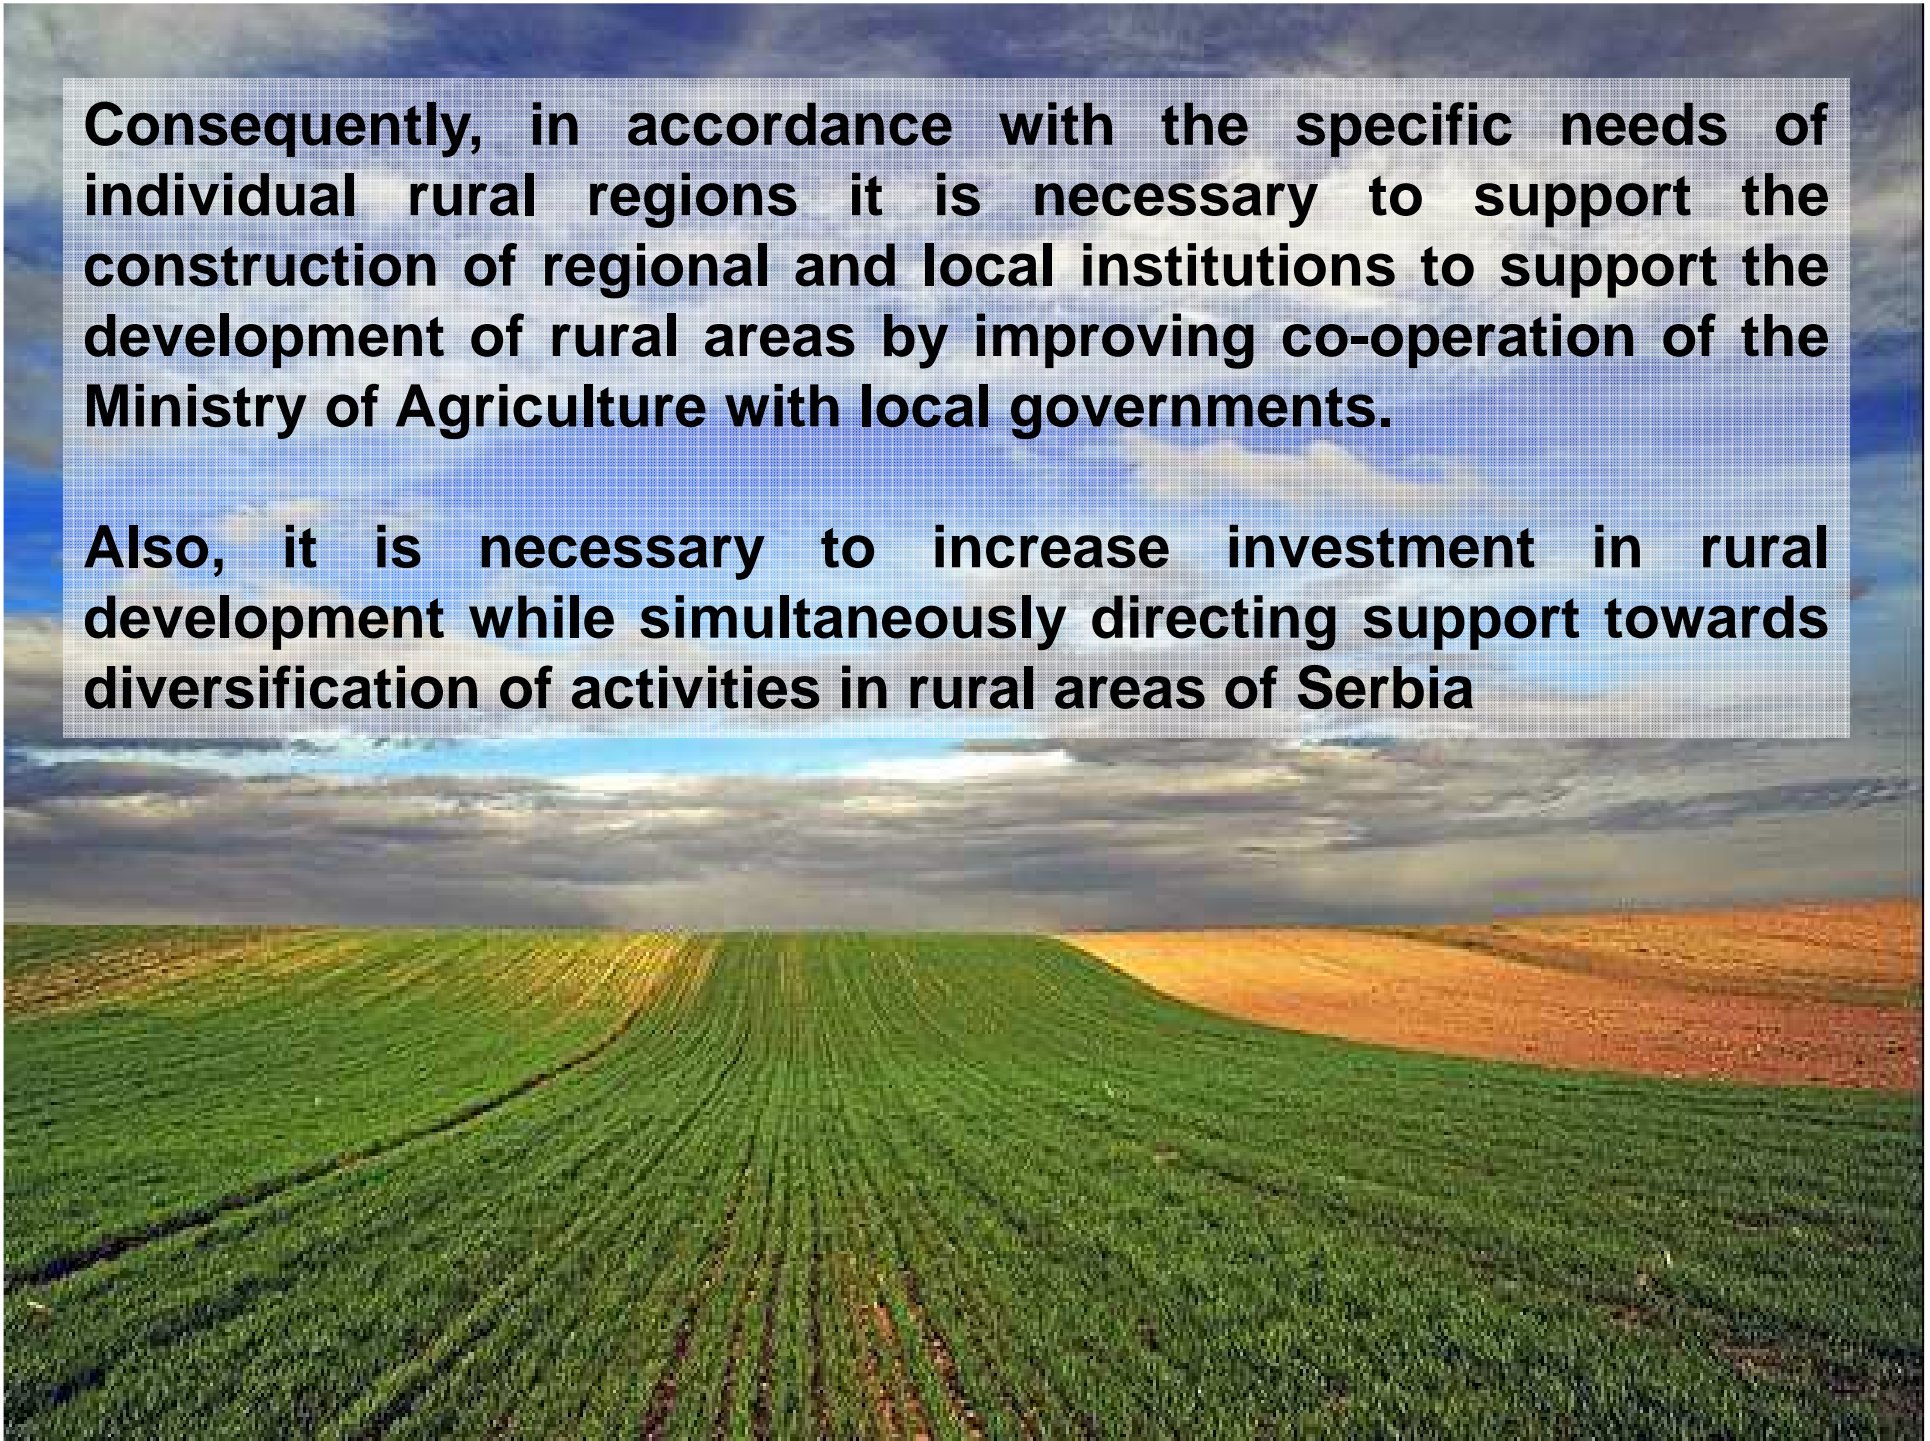 Consequently, in accordance with the specific needs of
individual rural regions it is necessary to support the
construction of regional and local institutions to support the
development of rural areas by improving co-operation of the
Ministry of Agriculture with local governments.
Also, it is necessary to increase investment in rural
development while simultaneously directing support towards
diversification of activities in rural areas of Serbia